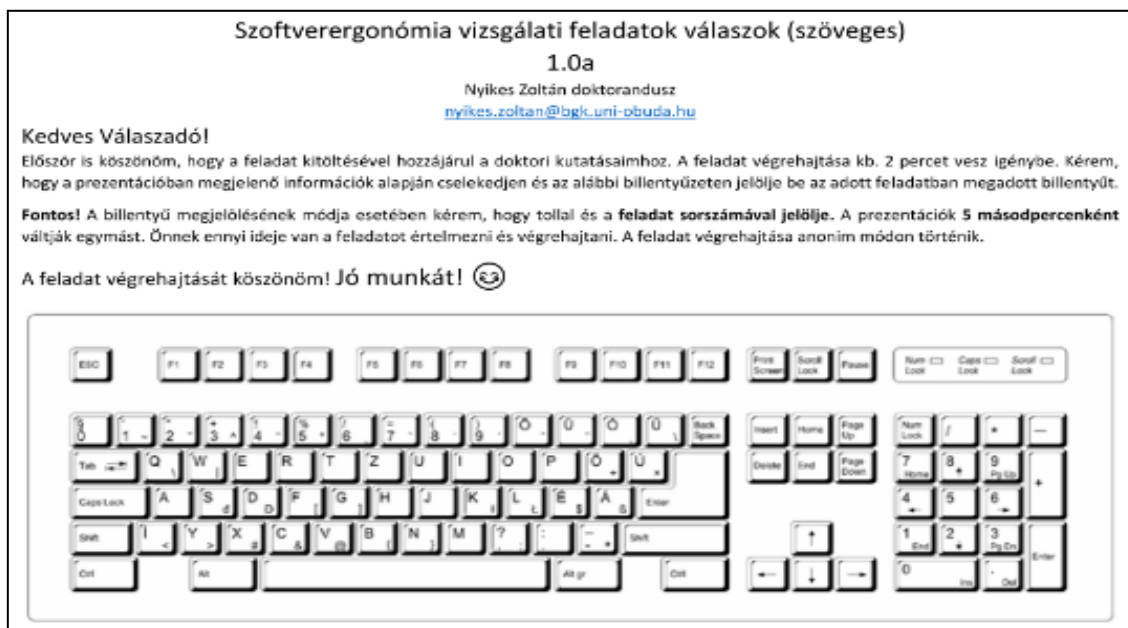 Szoftverergonómia vizsgálati feladatok válaszok (szöveges)
1.0a
Nyikes Zoltán doktorandusz
nyikes.zoltan@bgk.uni-obuda.hu
Kedves Válaszadó!
Először is köszönöm, hogy a feladat kitöltésével hozzájárul a doktori kutatásaimhoz. A feladat végrehajtása kb. 2 percet vesz igénybe. Kérem,
hogy a prezentációban megjelenő információk alapján cselekedjen és az alábbi billentyűzeten jelölje be az adott feladatban megadott billentyűt.
Fontos! A billentyű megjelölésének módja esetében kérem, hogy tollal és a feladat sorszámával jelölje. A prezentációk 5 másodpercenként
váltják egymást. Önnek ennyi ideje van a feladatot értelmezni és végrehajtani. A feladat végrehajtása anonim módon történik.
A feladat végrehajtását köszönöm! Jó munkát!
ESC F1 F2 F3 F4 F5 F6 F7 F8 F9 F10 F11 F12 Print Screen Scroll Lock Pause Num Lock Caps Lock Scroll Lock
0 1 2 3 4 5 6 7 8 9 Back Space Insert Home Page Up Num Lock / * —
Tab Q \ W | E R T Z U I O P Ő Ú Delete End Page Down 7 Home 8 9 Pg Up +
Caps Lock A S đ D Đ F [ G ] H J K ł L Ł É $ Á ß Enter 4 5 6
Shift Í < Y > X # C & V @ B { N } M ? ; : - * Shift ↑ 1 End 2 3 Pg Dn Enter
Ctrl Alt Alt gr Ctrl ← ↓ → 0 Ins . Del